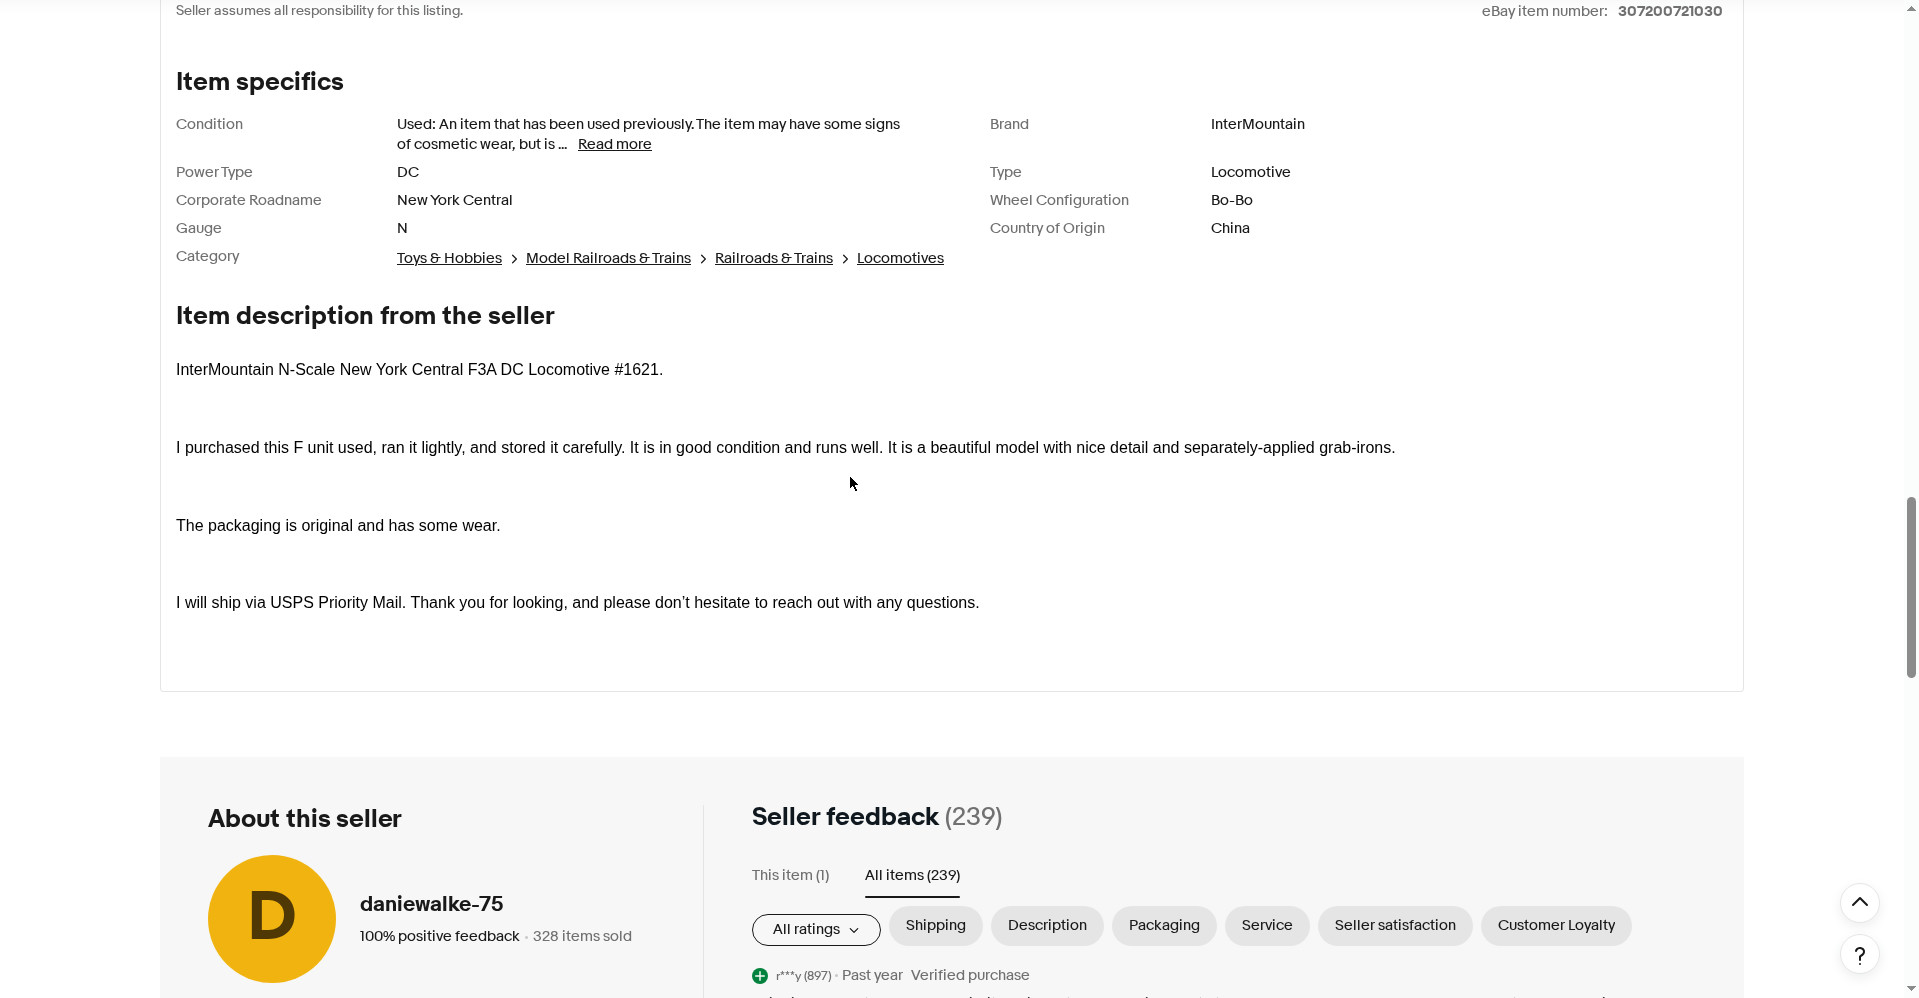 Seller assumes all responsibility for this listing.
eBay item number: 307200721030
Item specifics
Condition
Used: An item that has been used previously. The item may have some signs
of cosmetic wear, but is ... Read more
Brand
InterMountain
Power Type
DC
Type
Locomotive
Corporate Roadname
New York Central
Wheel Configuration
Bo-Bo
Gauge
N
Country of Origin
China
Category
Toys & Hobbies > Model Railroads & Trains > Railroads & Trains > Locomotives
Item description from the seller
InterMountain N-Scale New York Central F3A DC Locomotive #1621.
I purchased this F unit used, ran it lightly, and stored it carefully. It is in good condition and runs well. It is a beautiful model with nice detail and separately-applied grab-irons.
The packaging is original and has some wear.
I will ship via USPS Priority Mail. Thank you for looking, and please don’t hesitate to reach out with any questions.
About this seller
D
daniewalke-75
100% positive feedback · 328 items sold
Seller feedback (239)
This item (1)
All items (239)
All ratings
Shipping
Description
Packaging
Service
Seller satisfaction
Customer Loyalty
r***y (897) · Past year Verified purchase
?